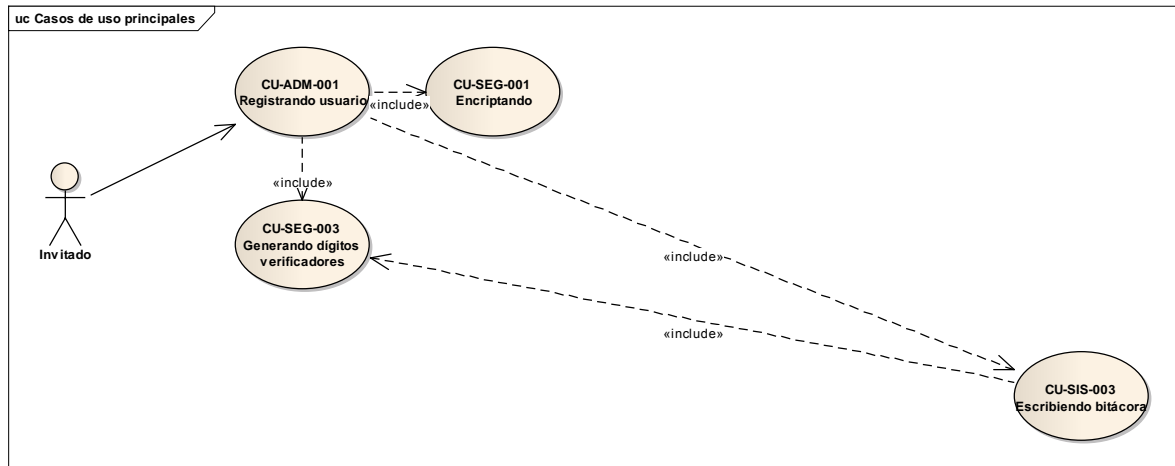 uc Casos de uso principales
CU-ADM-001
Registrando usuario
CU-SEG-001
Encriptando
«include»
«include»
Invitado
CU-SEG-003
Generando dígitos
verificadores
«include»
«include»
CU-SIS-003
Escribiendo bitácora